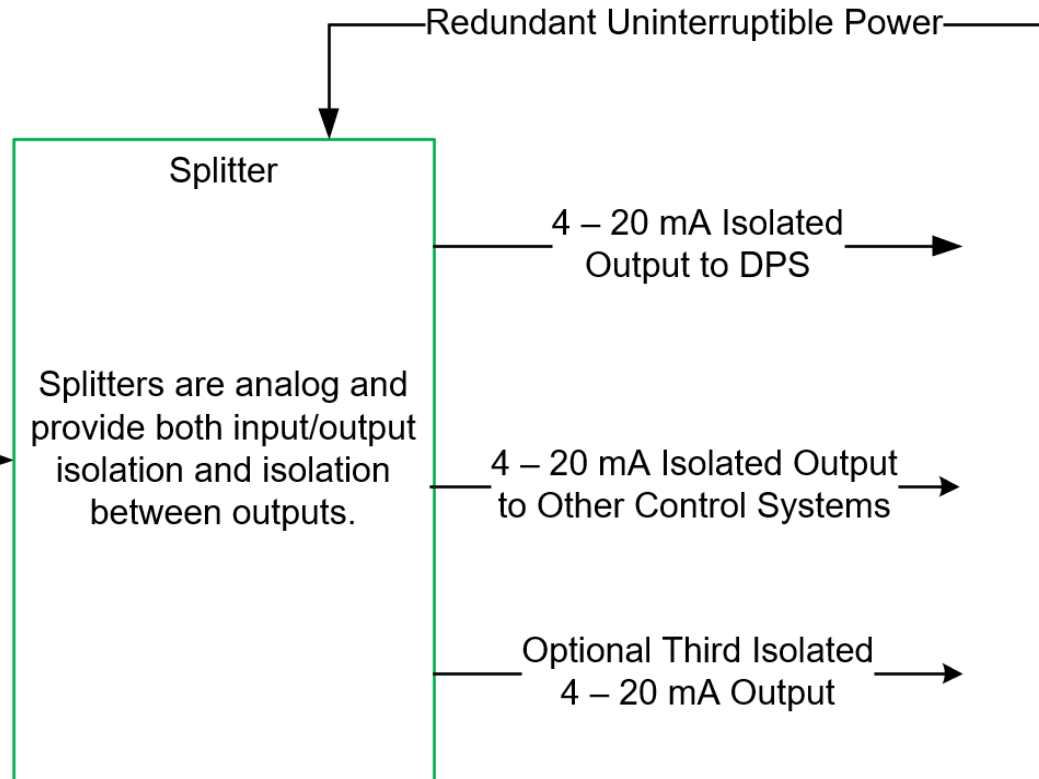 Redundant Uninterruptible Power
Splitter
4 – 20 mA Isolated
Output to DPS
Splitters are analog and
provide both input/output
isolation and isolation
between outputs.
4 – 20 mA Isolated Output
to Other Control Systems
Optional Third Isolated
4 – 20 mA Output